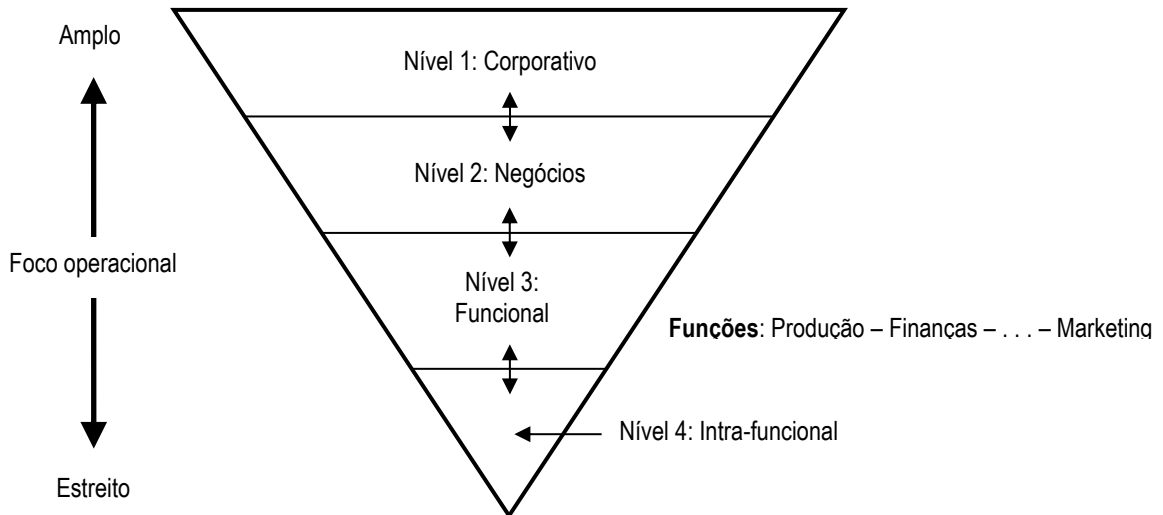 Amplo
Nível 1: Corporativo
Nível 2: Negócios
Foco operacional
Nível 3:
Funcional
Funções: Produção – Finanças – . . . – Marketing
Nível 4: Intra-funcional
Estreito